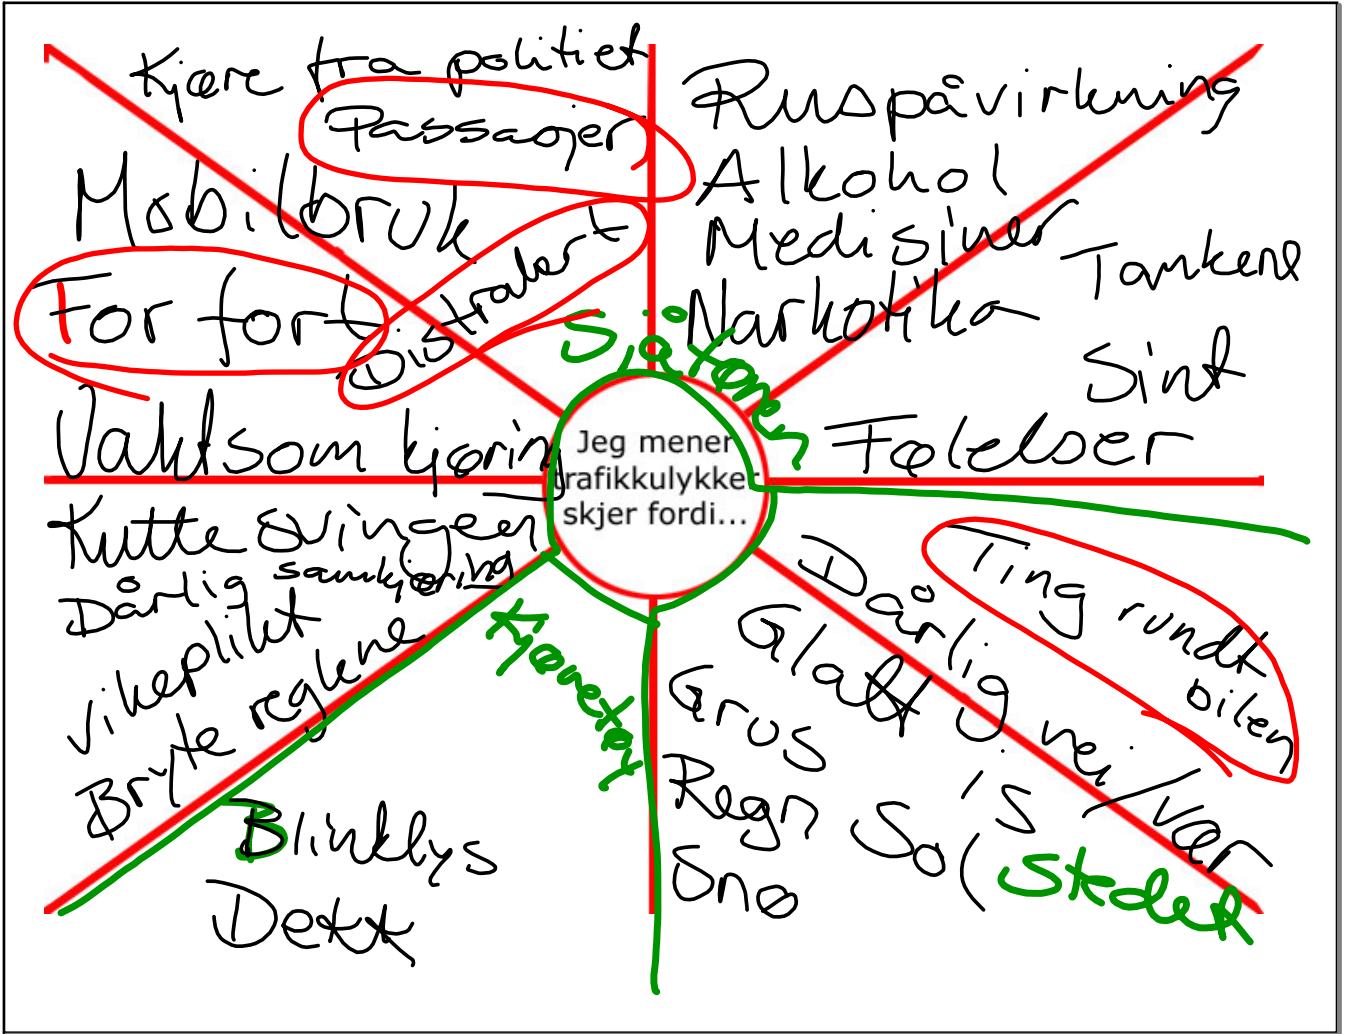 Kjøre fra politiet
Passasjer
Mobilbruk
For fort
Distrahert
Ruspåvirkning
Alkohol
Medisiner
Narkotika
Tankene
Sint
Følelser
Sjåføren
Vaktsom kjøring
Jeg mener
trafikkulykker
skjer fordi...
Kutte svingeen
Dårlig samkjøring
vikeplikt
Bryte reglene
Kjøretøy
Blinklys
Dekk
Ting rundt
bilen
Dårlig vei/vær
Glatt
Grus
Regn
Snø
Is
Sol
Stedet